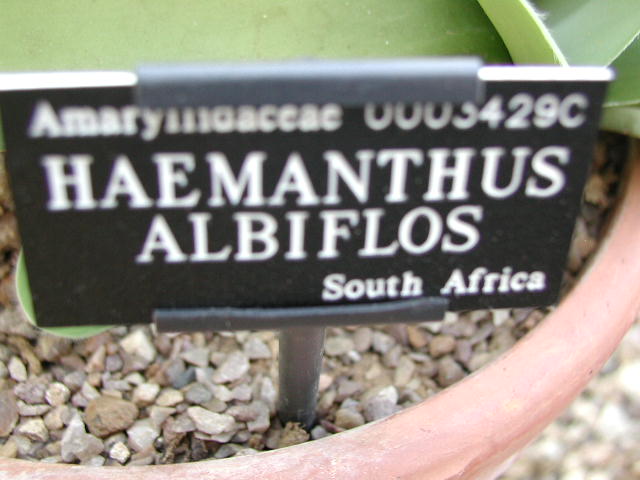 Amaryllidaceae 0003429C
HAEMANTHUS
ALBIFLOS
South Africa